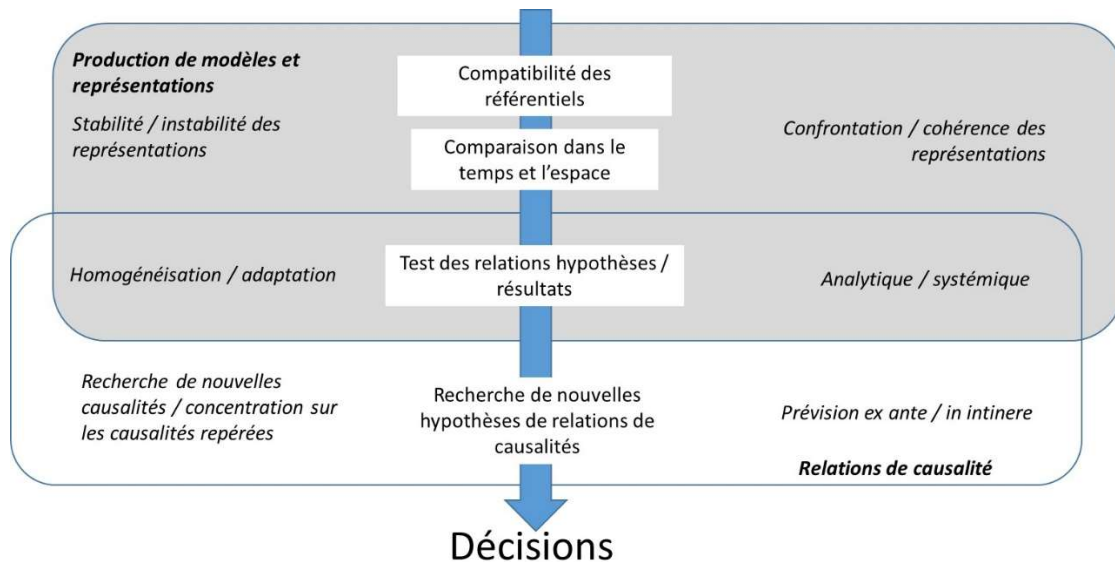 Production de modèles et
représentations
Stabilité / instabilité des
représentations
Compatibilité des
référentiels
Comparaison dans le
temps et l'espace
Confrontation / cohérence des
représentations
Homogénéisation / adaptation
Test des relations hypothèses /
résultats
Analytique / systémique
Recherche de nouvelles
causalités / concentration sur
les causalités repérées
Recherche de nouvelles
hypothèses de relations de
causalités
Prévision ex ante / in intinere
Relations de causalité
Décisions